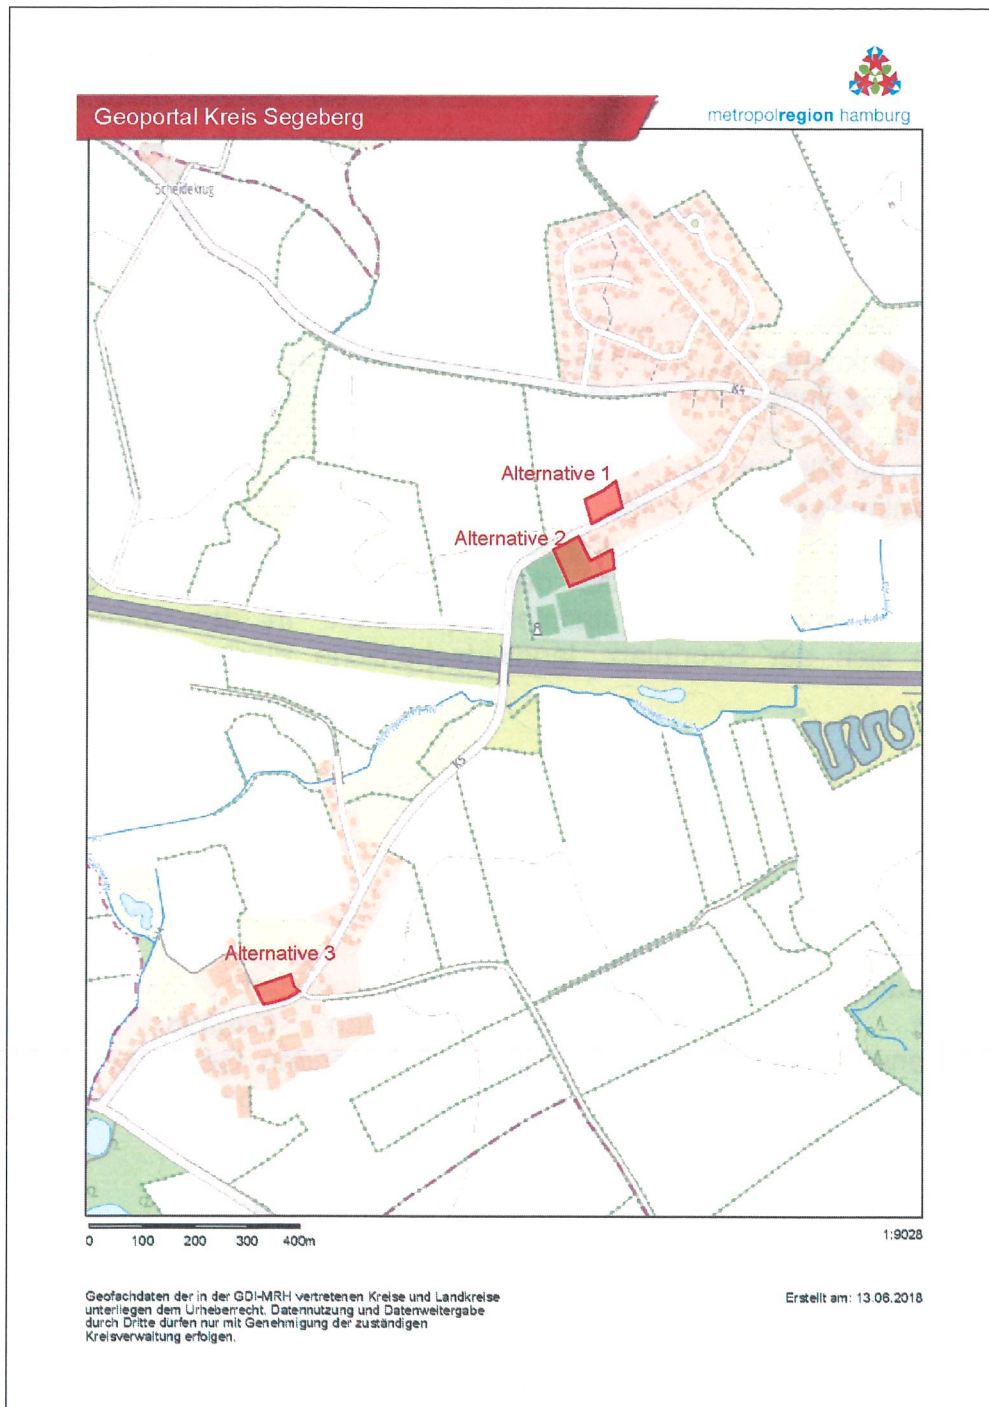 metropolregion hamburg
Geoportal Kreis Segeberg
Scheidekrug
K4
Alternative 1
Alternative 2
K5
Alternative 3
0 100 200 300 400m
1:9028
Geofachdaten der in der GDI-MRH vertretenen Kreise und Landkreise
unterliegen dem Urheberrecht. Datennutzung und Datenweitergabe
durch Dritte dürfen nur mit Genehmigung der zuständigen
Kreisverwaltung erfolgen.
Erstellt am: 13.06.2018